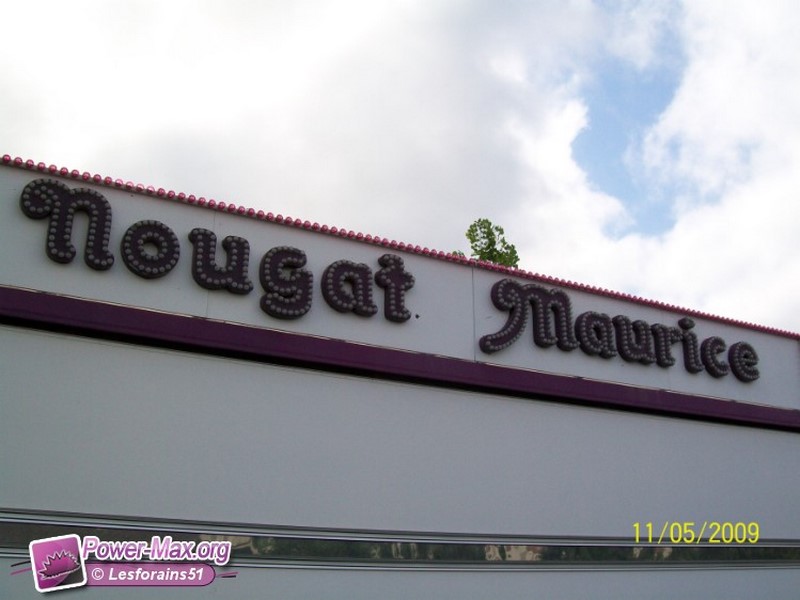 Nougat Maurice
11/05/2009
Power-Max.org
© Lesforains51